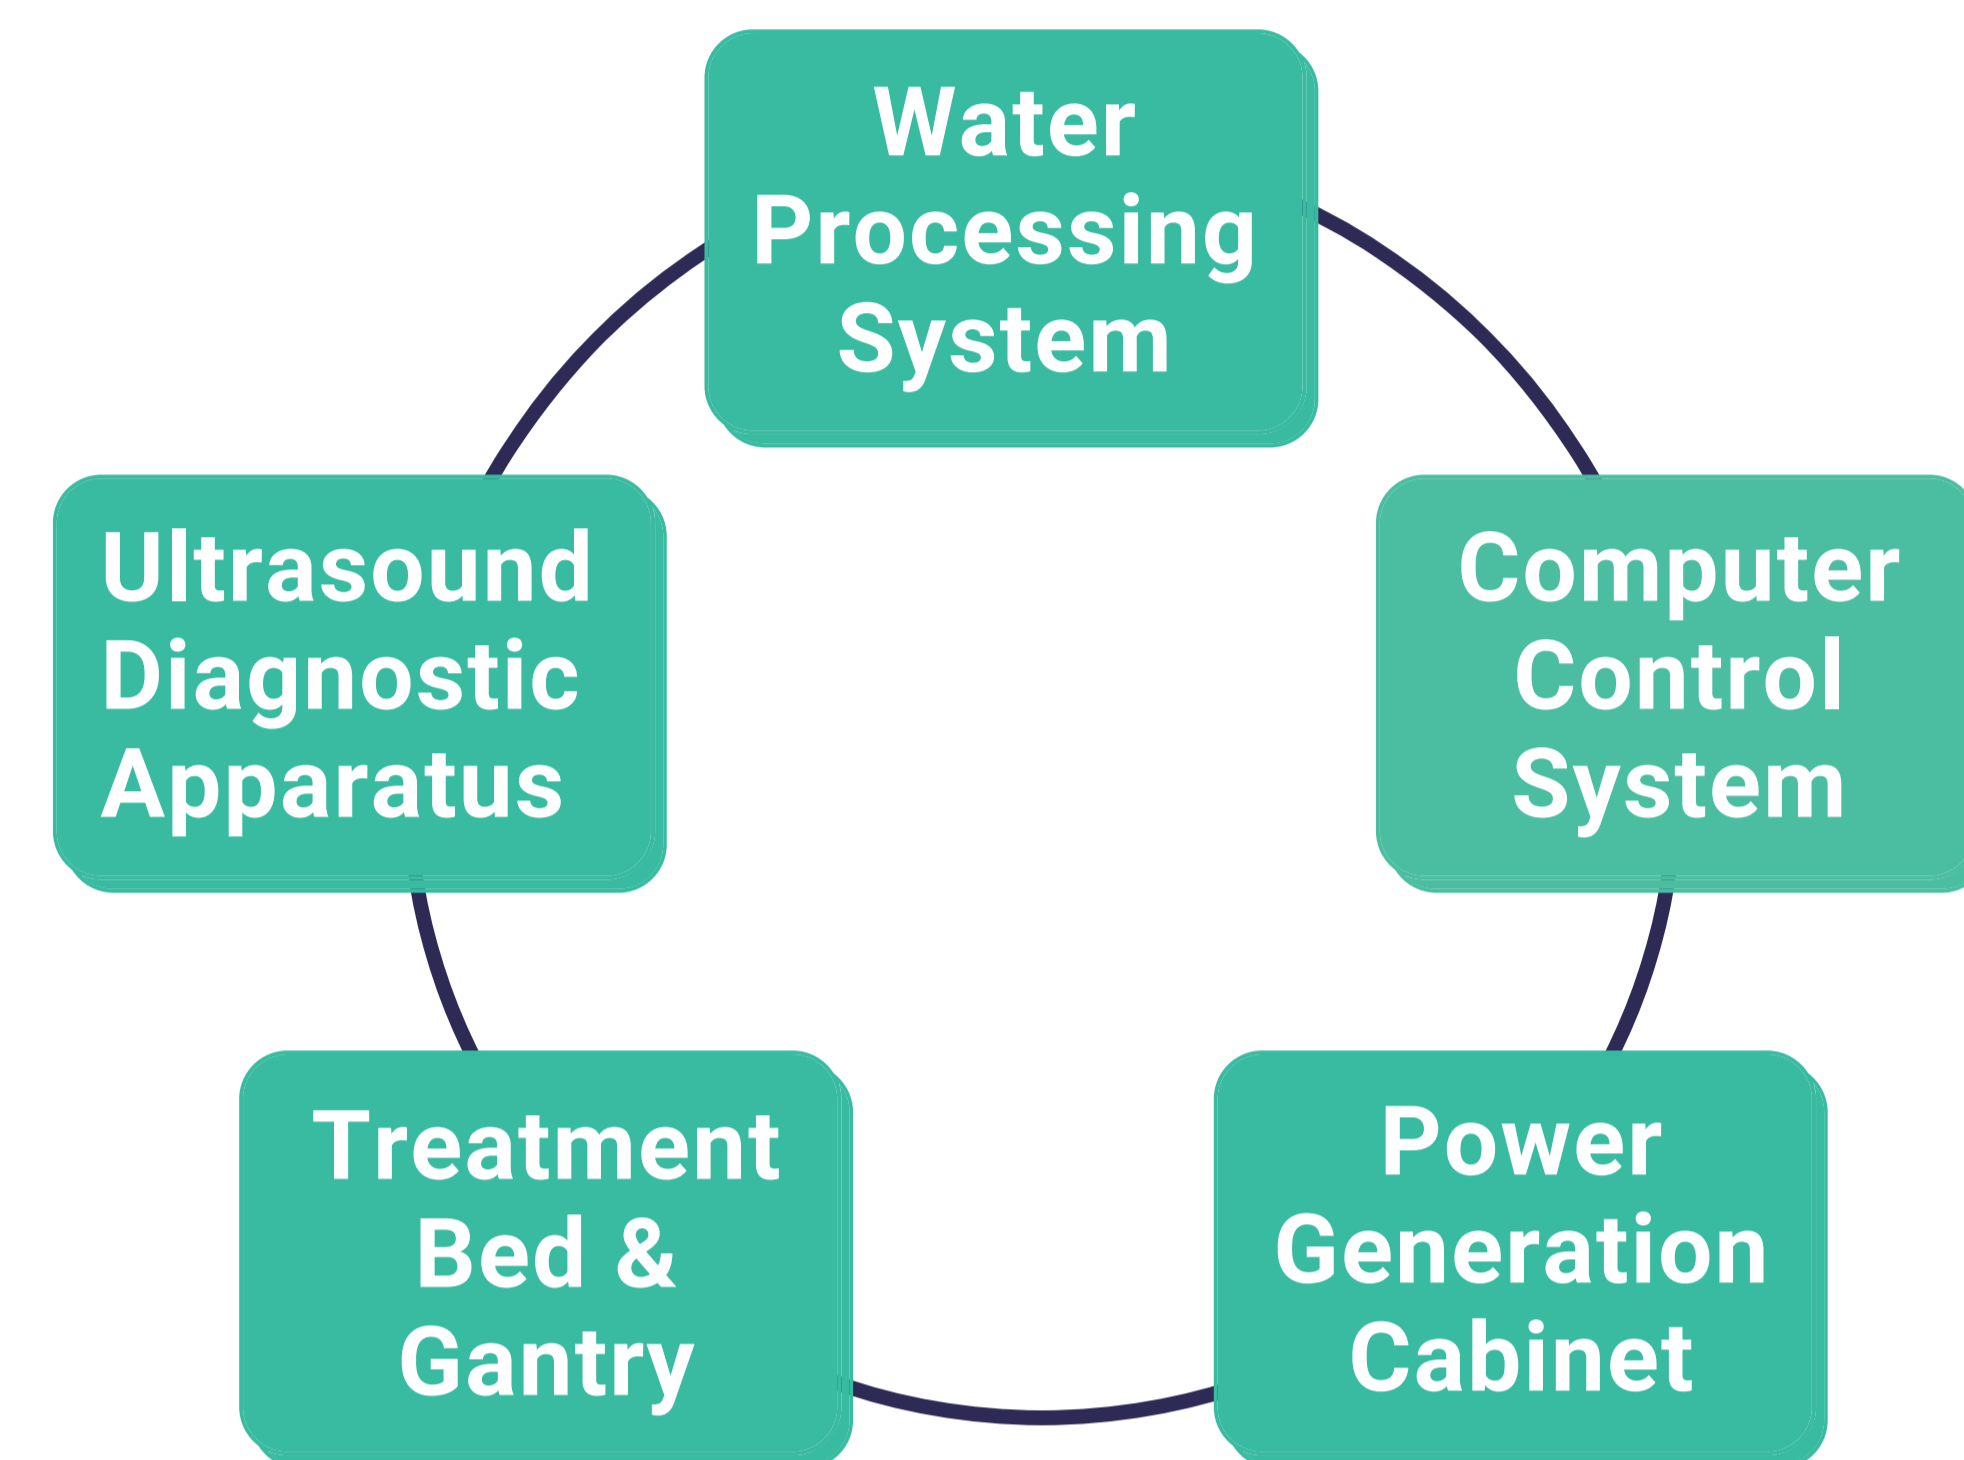 Water
Processing
System
Ultrasound
Diagnostic
Apparatus
Computer
Control
System
Treatment
Bed &
Gantry
Power
Generation
Cabinet